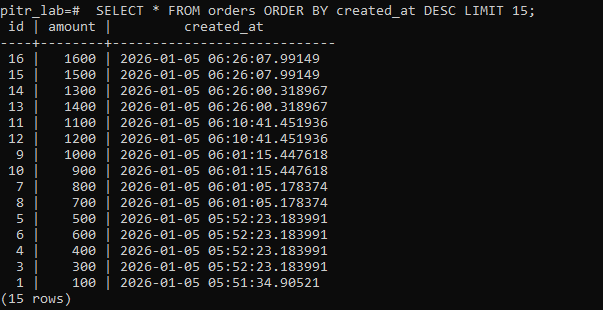 pitr_lab=#  SELECT * FROM orders ORDER BY created_at DESC LIMIT 15;
 id | amount |         created_at
----+--------+----------------------------
 16 |   1600 | 2026-01-05 06:26:07.99149
 15 |   1500 | 2026-01-05 06:26:07.99149
 14 |   1300 | 2026-01-05 06:26:00.318967
 13 |   1400 | 2026-01-05 06:26:00.318967
 11 |   1100 | 2026-01-05 06:10:41.451936
 12 |   1200 | 2026-01-05 06:10:41.451936
  9 |   1000 | 2026-01-05 06:01:15.447618
 10 |    900 | 2026-01-05 06:01:15.447618
  7 |    800 | 2026-01-05 06:01:05.178374
  8 |    700 | 2026-01-05 06:01:05.178374
  5 |    500 | 2026-01-05 05:52:23.183991
  6 |    600 | 2026-01-05 05:52:23.183991
  4 |    400 | 2026-01-05 05:52:23.183991
  3 |    300 | 2026-01-05 05:52:23.183991
  1 |    100 | 2026-01-05 05:51:34.90521
(15 rows)